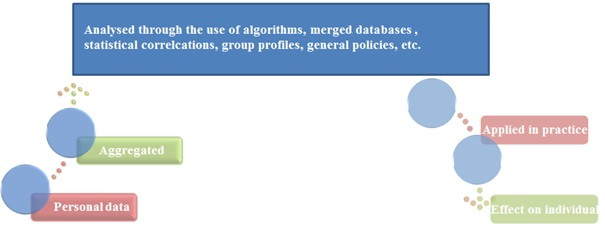 Analysed through the use of algorithms, merged databases ,
statistical correlcations, group profiles, general policies, etc.
Applied in practice
Aggregated
Personal data
Effect on individual